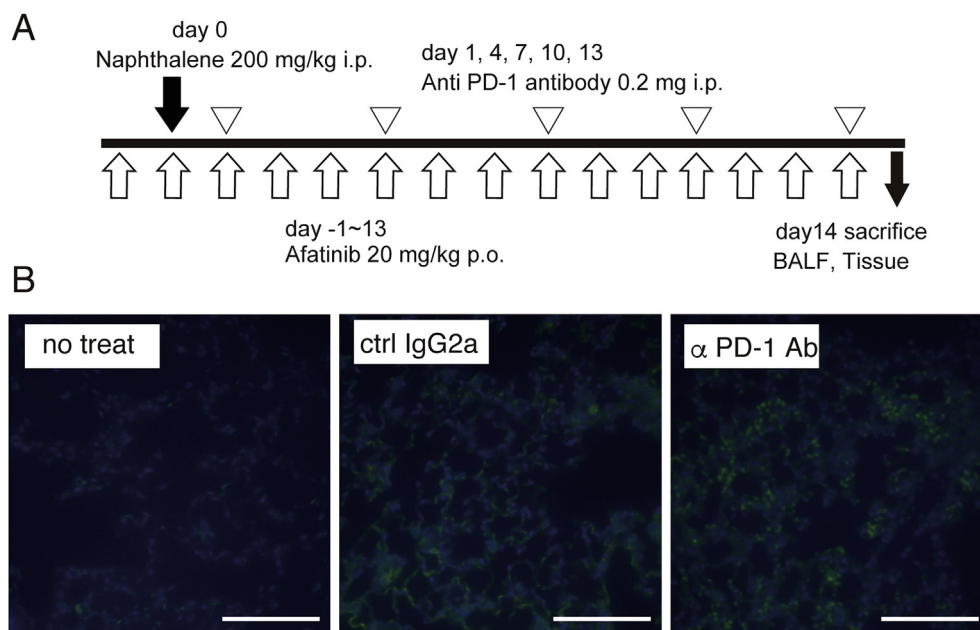 A
day 0
Naphthalene 200 mg/kg i.p.
day 1, 4, 7, 10, 13
Anti PD-1 antibody 0.2 mg i.p.
day -1~13
Afatinib 20 mg/kg p.o.
day14 sacrifice
BALF, Tissue
B
no treat
ctrl IgG2a
α PD-1 Ab